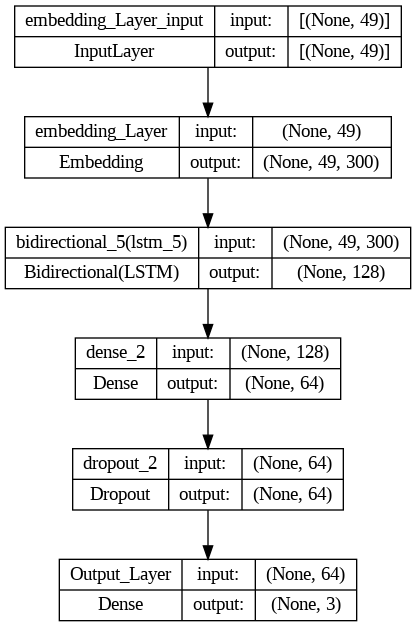 embedding_Layer_input input: [(None, 49)]
InputLayer output: [(None, 49)]
embedding_Layer input: (None, 49)
Embedding output: (None, 49, 300)
bidirectional_5(lstm_5) input: (None, 49, 300)
Bidirectional(LSTM) output: (None, 128)
dense_2 input: (None, 128)
Dense output: (None, 64)
dropout_2 input: (None, 64)
Dropout output: (None, 64)
Output_Layer input: (None, 64)
Dense output: (None, 3)